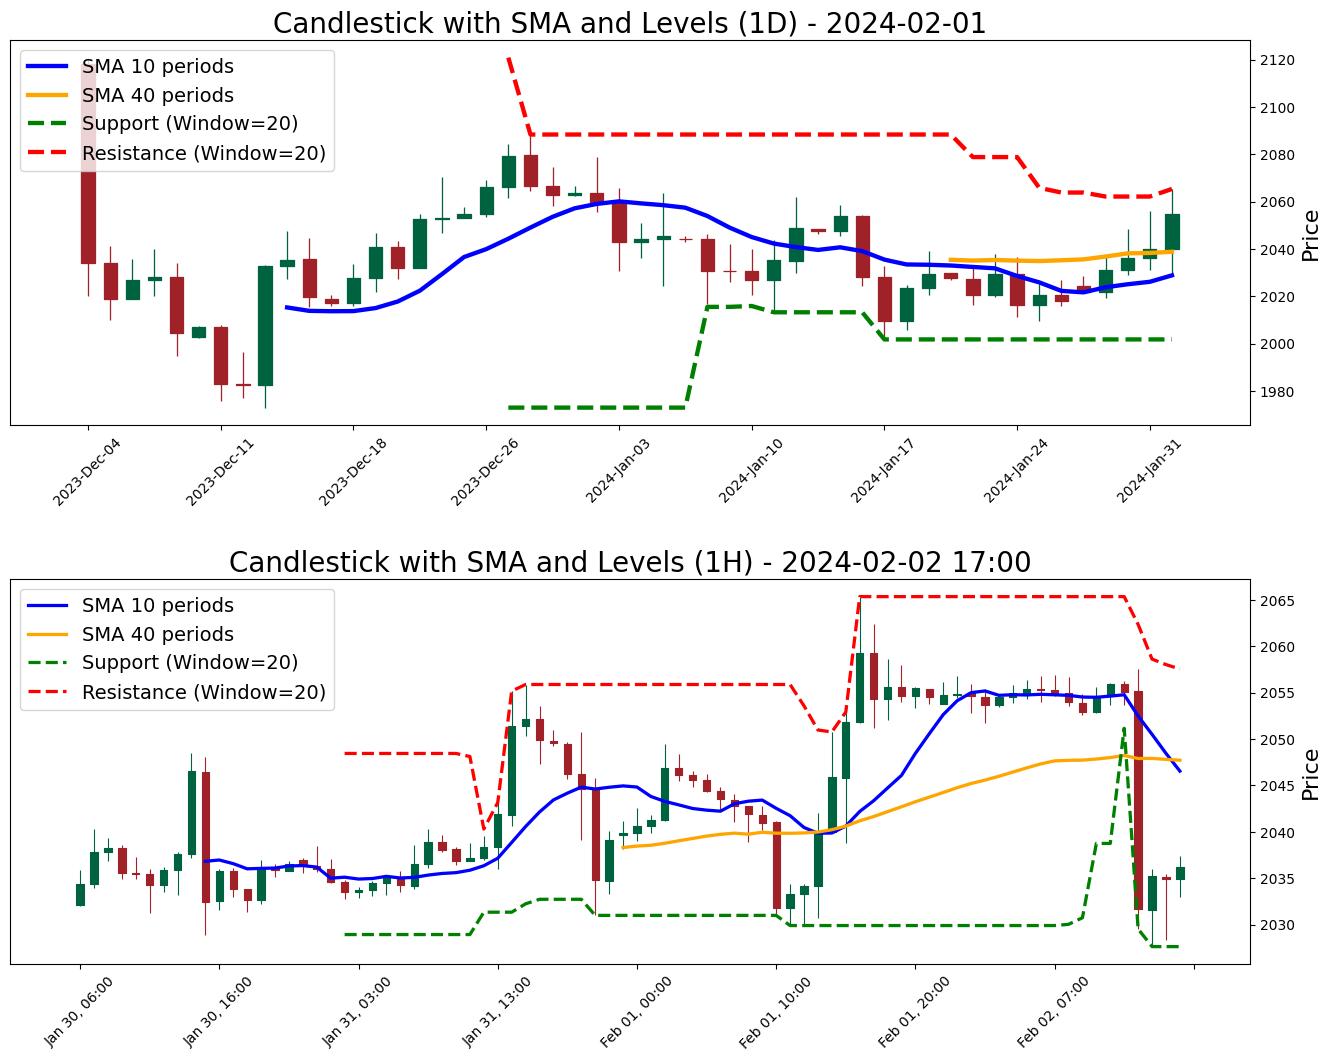 Candlestick with SMA and Levels (1D) - 2024-02-01
SMA 10 periods
SMA 40 periods
Support (Window=20)
Resistance (Window=20)
2120
2100
2080
2060
2040
2020
2000
1980
Price
2023-Dec-04
2023-Dec-11
2023-Dec-18
2023-Dec-26
2024-Jan-03
2024-Jan-10
2024-Jan-17
2024-Jan-24
2024-Jan-31
Candlestick with SMA and Levels (1H) - 2024-02-02 17:00
SMA 10 periods
SMA 40 periods
Support (Window=20)
Resistance (Window=20)
2065
2060
2055
2050
2045
2040
2035
2030
Price
Jan 30, 06:00
Jan 30, 16:00
Jan 31, 03:00
Jan 31, 13:00
Feb 01, 00:00
Feb 01, 10:00
Feb 01, 20:00
Feb 02, 07:00